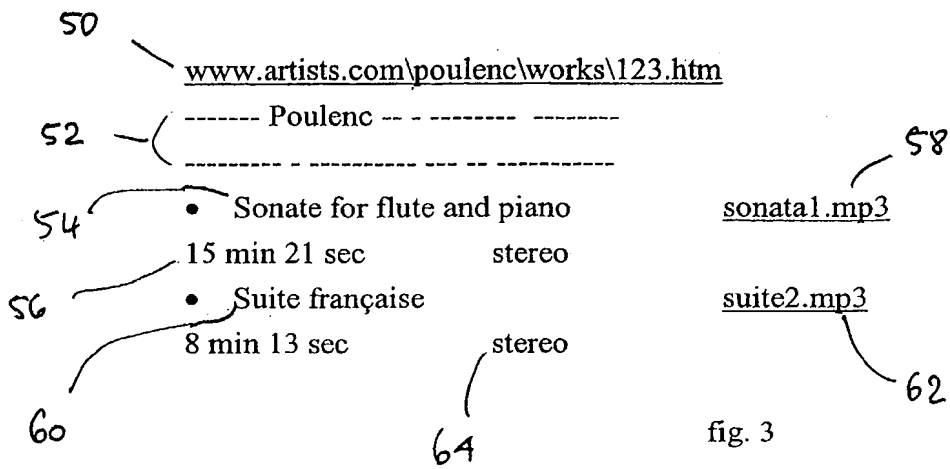 50
www.artists.com\poulenc\works\123.htm
52 ------- Poulenc -- - -------- --------
---------- - ---------- --- -- ------------
58
54 • Sonate for flute and piano sonata1.mp3
15 min 21 sec stereo
56 • Suite française suite2.mp3
8 min 13 sec stereo
60 64 62
fig. 3